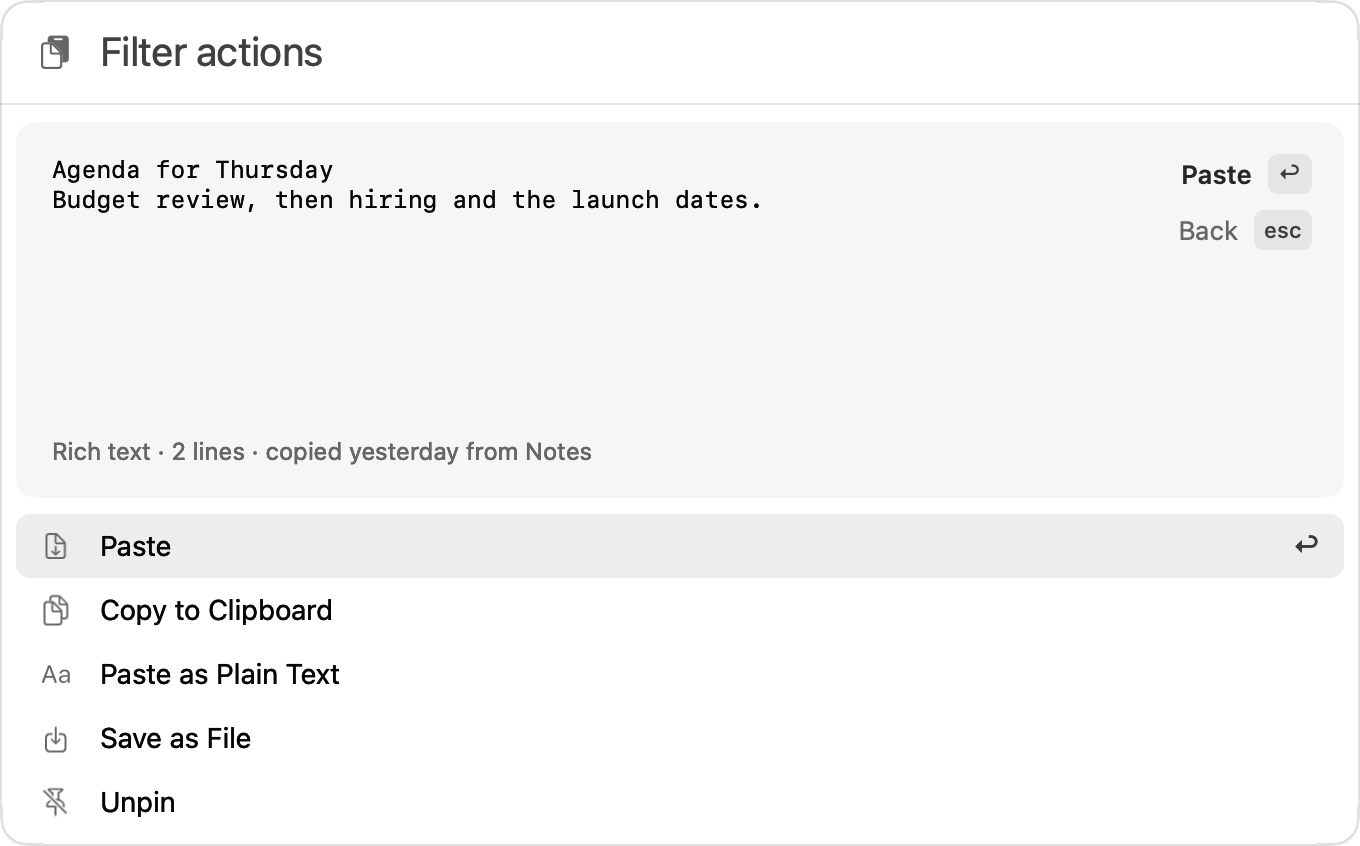 Filter actions
Agenda for Thursday
Budget review, then hiring and the launch dates.
Paste ↩
Back esc
Rich text · 2 lines · copied yesterday from Notes
Paste ↩
Copy to Clipboard
Aa Paste as Plain Text
Save as File
Unpin